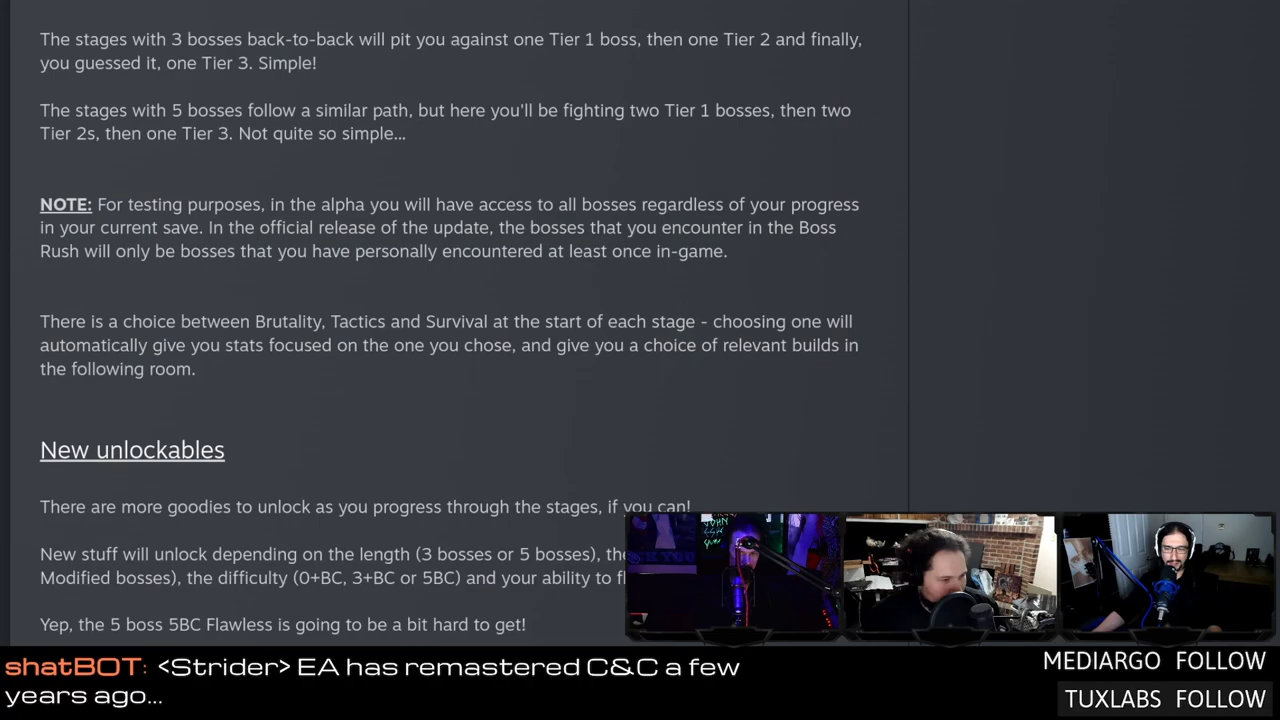 The stages with 3 bosses back-to-back will pit you against one Tier 1 boss, then one Tier 2 and finally,
you guessed it, one Tier 3. Simple!
The stages with 5 bosses follow a similar path, but here you'll be fighting two Tier 1 bosses, then two
Tier 2s, then one Tier 3. Not quite so simple...
NOTE: For testing purposes, in the alpha you will have access to all bosses regardless of your progress
in your current save. In the official release of the update, the bosses that you encounter in the Boss
Rush will only be bosses that you have personally encountered at least once in-game.
There is a choice between Brutality, Tactics and Survival at the start of each stage - choosing one will
automatically give you stats focused on the one you chose, and give you a choice of relevant builds in
the following room.
New unlockables
There are more goodies to unlock as you progress through the stages, if you can!
New stuff will unlock depending on the length (3 bosses or 5 bosses),
Modified bosses), the difficulty (0+BC, 3+BC or 5BC) and your ability to
Yep, the 5 boss 5BC Flawless is going to be a bit hard to get!
shatBOT: <Strider> EA has remastered C&C a few
years ago...
MEDIARGO FOLLOW
TUXLABS FOLLOW